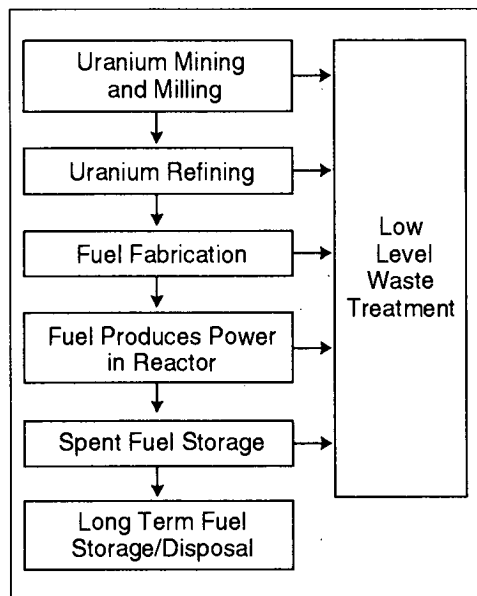 Uranium Mining
and Milling
Uranium Refining
Fuel Fabrication
Fuel Produces Power
in Reactor
Spent Fuel Storage
Long Term Fuel
Storage/Disposal
Low
Level
Waste
Treatment